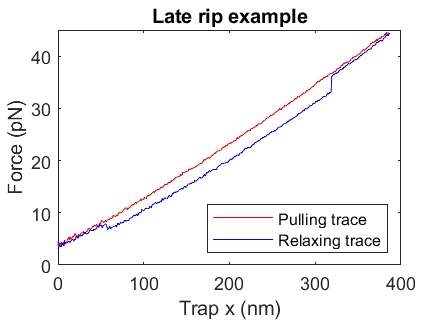 Late rip example
Force (pN)
40
30
20
10
0
Pulling trace
Relaxing trace
0 100 200 300 400
Trap x (nm)